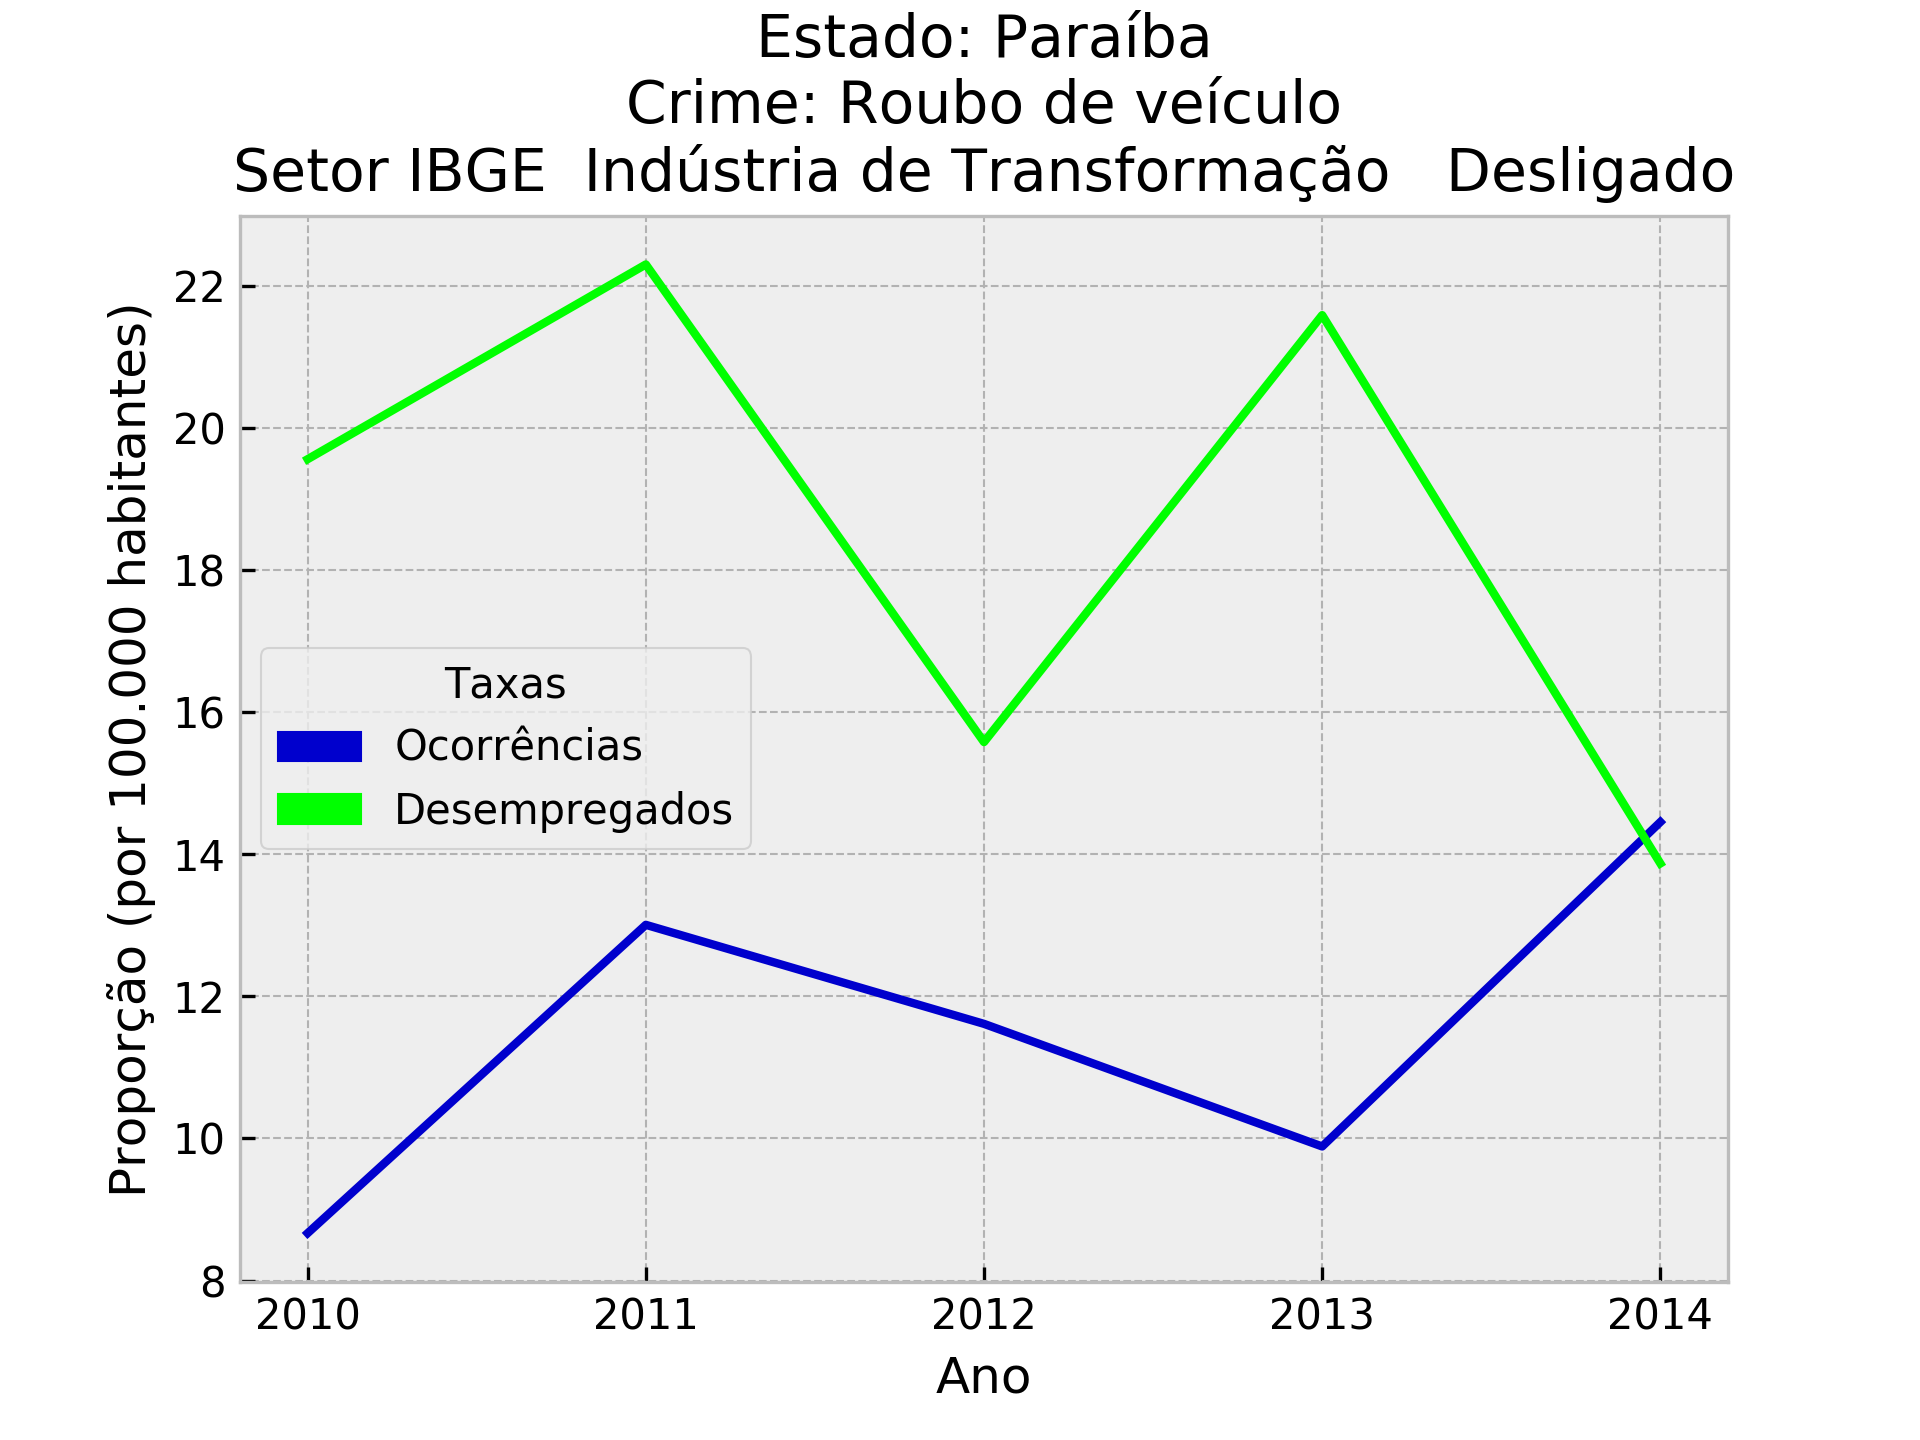 Estado: Paraíba
Crime: Roubo de veículo
Setor IBGE  Indústria de Transformação   Desligado
Proporção (por 100.000 habitantes)
22
20
18
16
14
12
10
8
Taxas
Ocorrências
Desempregados
2010 2011 2012 2013 2014
Ano